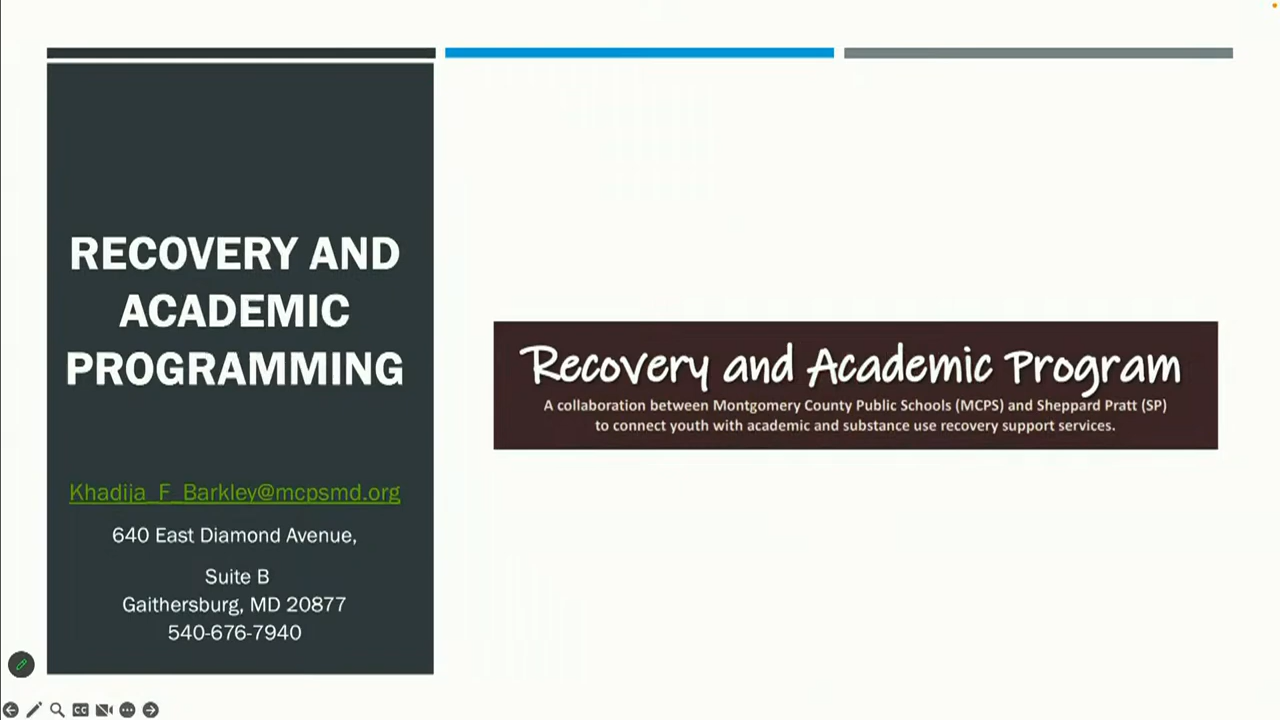 RECOVERY AND
ACADEMIC
PROGRAMMING
Khadija_F_Barkley@mcpsmd.org
640 East Diamond Avenue,
Suite B
Gaithersburg, MD 20877
540-676-7940
Recovery and Academic Program
A collaboration between Montgomery County Public Schools (MCPS) and Sheppard Pratt (SP)
to connect youth with academic and substance use recovery support services.
CC